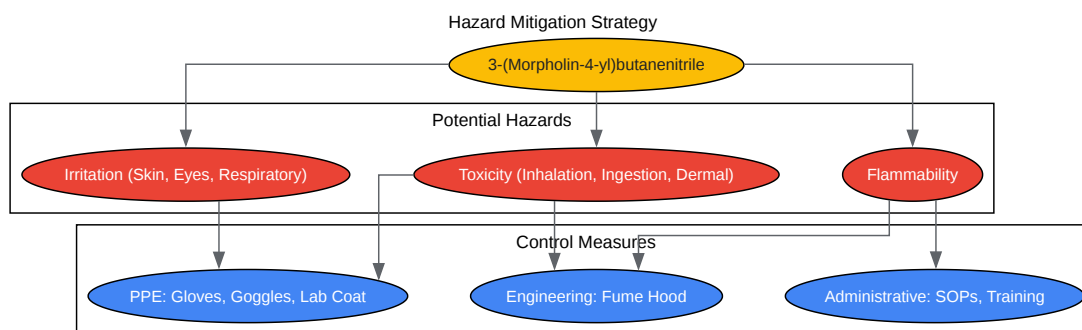 Hazard Mitigation Strategy
3-(Morpholin-4-yl)butanenitrile
Potential Hazards
Irritation (Skin, Eyes, Respiratory)
Toxicity (Inhalation, Ingestion, Dermal)
Flammability
Control Measures
PPE: Gloves, Goggles, Lab Coat
Engineering: Fume Hood
Administrative: SOPs, Training